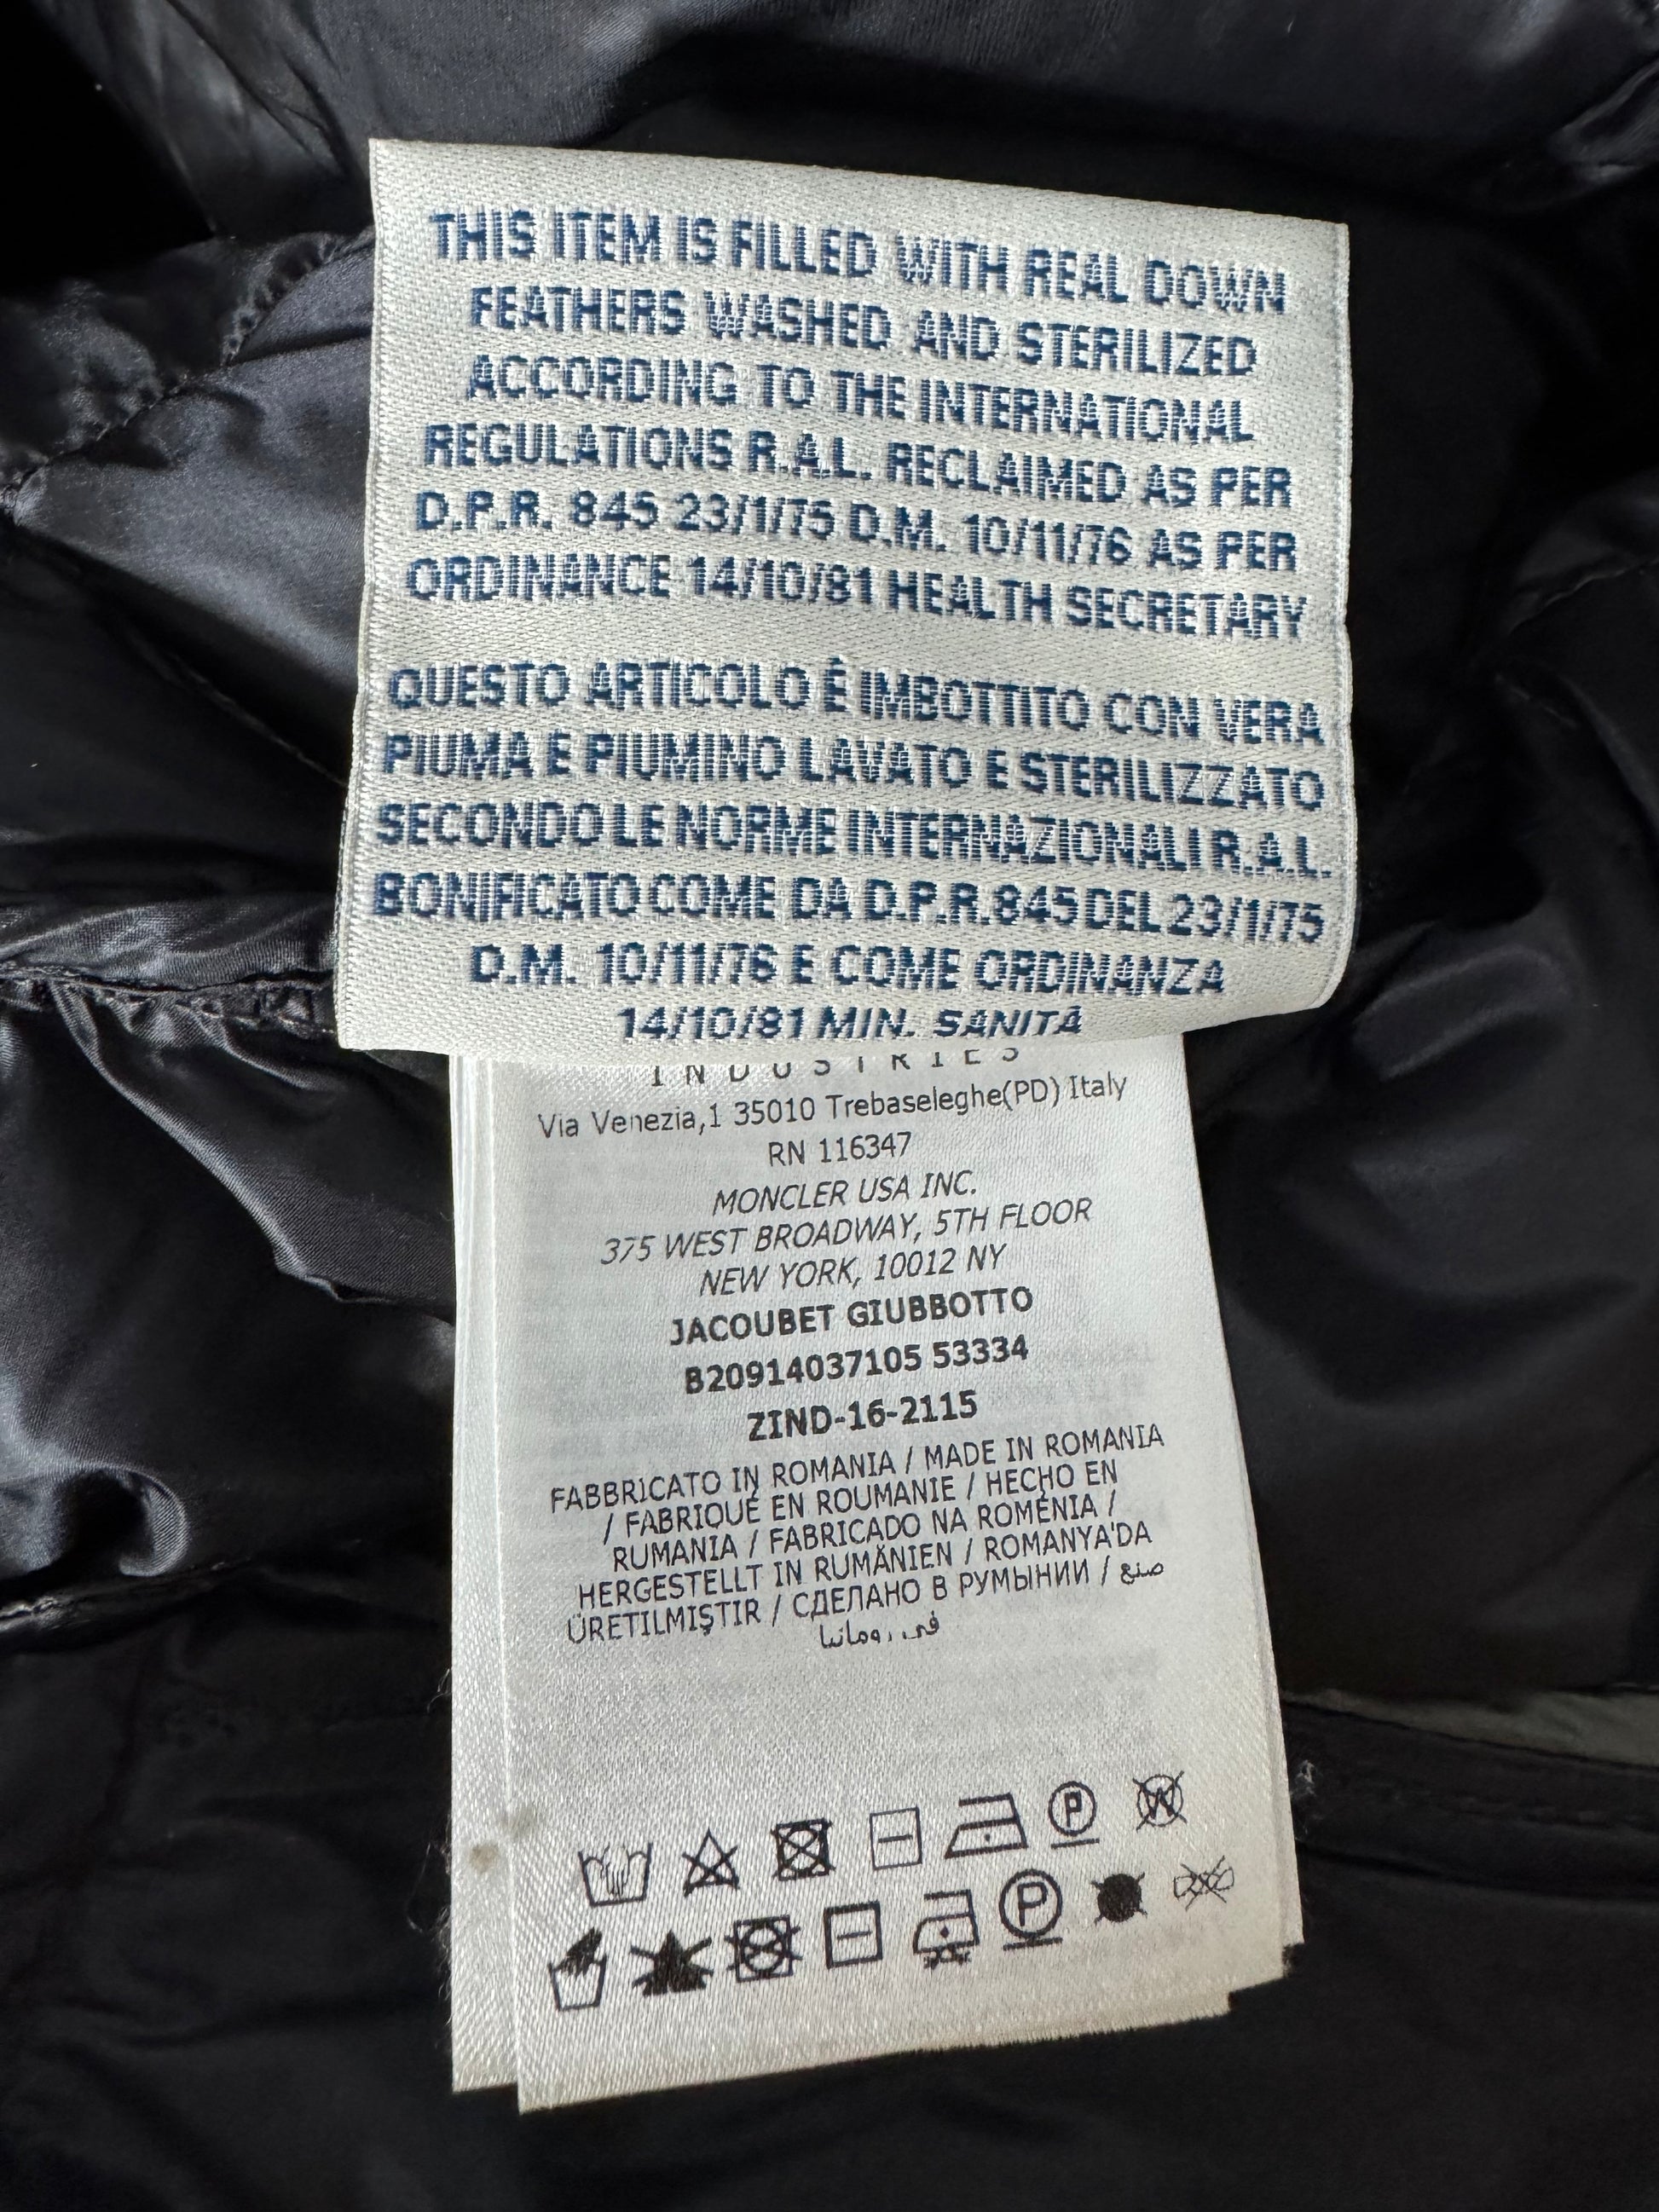 THIS ITEM IS FILLED WITH REAL DOWN
FEATHERS WASHED AND STERILIZED
ACCORDING TO THE INTERNATIONAL
REGULATIONS R.A.L. RECLAIMED AS PER
D.P.R. 845 23/1/75 D.M. 10/11/76 AS PER
ORDINANCE 14/10/81 HEALTH SECRETARY
QUESTO ARTICOLO É IMBOTTITO CON VERA
PIUMA E PIUMINO LAVATO E STERILIZZATO
SECONDO LE NORME INTERNAZIONALI R.A.L.
BONIFICATO COME DA D.P.R. 845 DEL 23/1/75
D.M. 10/11/76 E COME ORDINANZA
14/10/81 MIN. SANITÁ
INDUSTRIES
Via Venezia,1 35010 Trebaseleghe(PD) Italy
RN 116347
MONCLER USA INC.
375 WEST BROADWAY, 5TH FLOOR
NEW YORK, 10012 NY
JACOUBET GIUBBOTTO
B20914037105 53334
ZIND-16-2115
FABBRICATO IN ROMANIA / MADE IN ROMANIA
/ FABRIQUÉ EN ROUMANIE / HECHO EN
RUMANIA / FABRICADO NA ROMÉNIA /
HERGESTELLT IN RUMÄNIEN / ROMANYA'DA
ÜRETILMIŞTIR / СДЕЛАНО В РУМЫНИИ / صنع
في رومانيا
P W
P